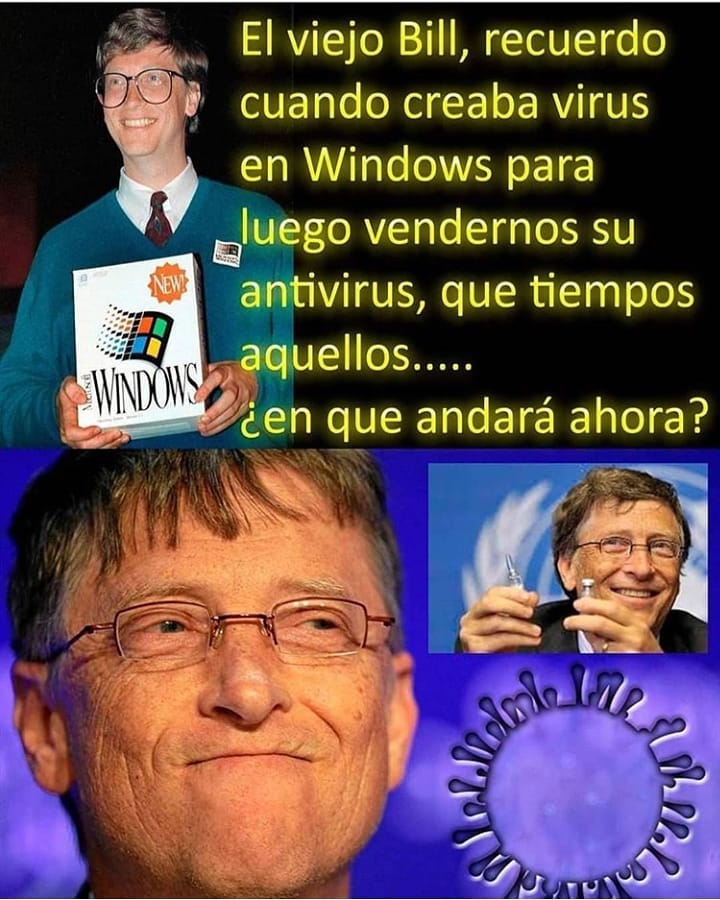 El viejo Bill, recuerdo
cuando creaba virus
en Windows para
luego vendernos su
antivirus, que tiempos
aquellos.....
¿en que andará ahora?
NEW!
Microsoft
WINDOWS